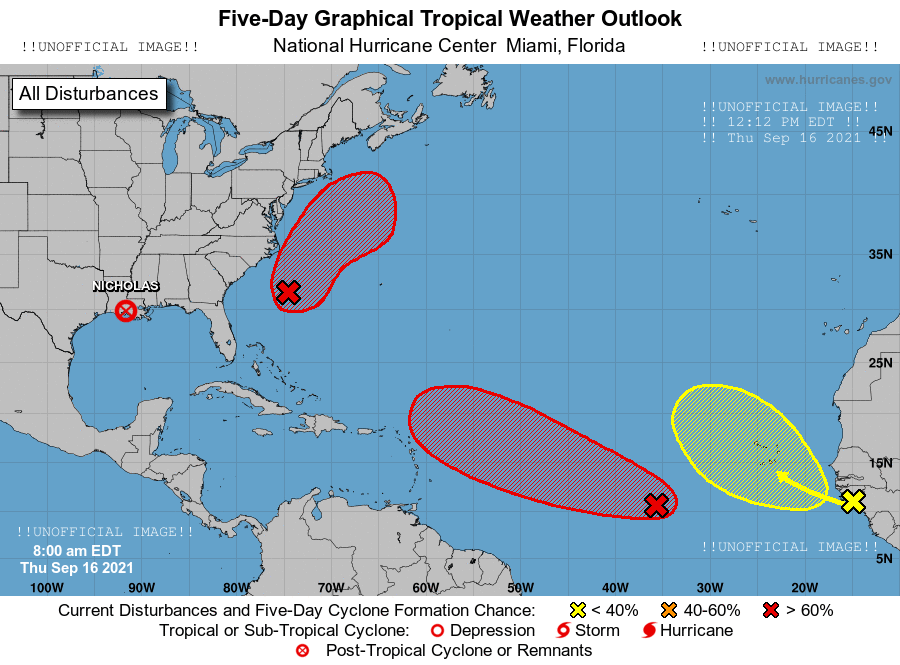 Five-Day Graphical Tropical Weather Outlook
!!UNOFFICIAL IMAGE!! National Hurricane Center Miami, Florida !!UNOFFICIAL IMAGE!!
www.hurricanes.gov
All Disturbances
!!UNOFFICIAL IMAGE!!
!! 12:12 PM EDT !!
!! Thu Sep 16 2021 !!
45N
35N
NICHOLAS
25N
15N
!!UNOFFICIAL IMAGE!!
8:00 am EDT
Thu Sep 16 2021
!!UNOFFICIAL IMAGE!!
5N
100W 90W 80W 70W 60W 50W 40W 30W 20W
Current Disturbances and Five-Day Cyclone Formation Chance: < 40% 40-60% > 60%
Tropical or Sub-Tropical Cyclone: Depression Storm Hurricane
Post-Tropical Cyclone or Remnants